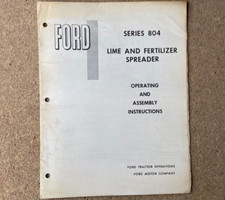 FORD
SERIES 804
LIME AND FERTILIZER
SPREADER
OPERATING
AND
ASSEMBLY
INSTRUCTIONS
FORD TRACTOR OPERATIONS
FORD MOTOR COMPANY